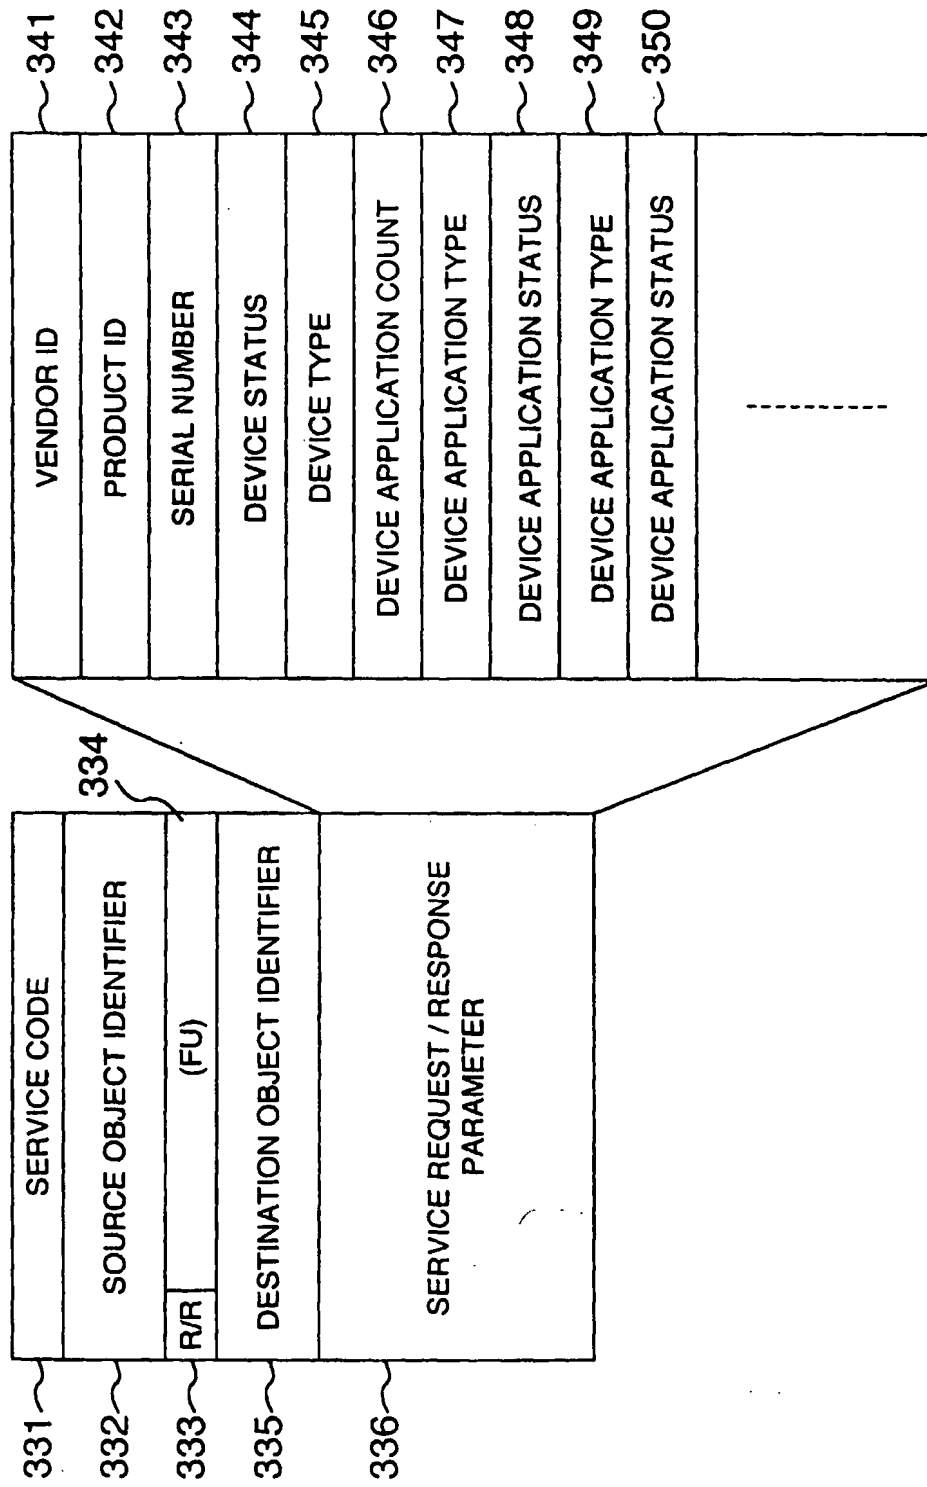 331
SERVICE CODE
332
SOURCE OBJECT IDENTIFIER
333
R/R
(FU)
334
335
DESTINATION OBJECT IDENTIFIER
336
SERVICE REQUEST / RESPONSE
PARAMETER
VENDOR ID
341
PRODUCT ID
342
SERIAL NUMBER
343
DEVICE STATUS
344
DEVICE TYPE
345
DEVICE APPLICATION COUNT
346
DEVICE APPLICATION TYPE
347
DEVICE APPLICATION STATUS
348
DEVICE APPLICATION TYPE
349
DEVICE APPLICATION STATUS
350